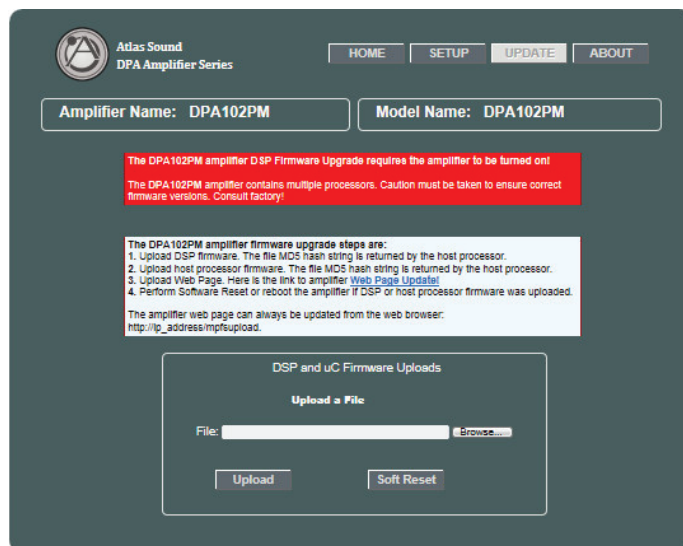 Atlas Sound
DPA Amplifier Series
HOME
SETUP
UPDATE
ABOUT
Amplifier Name: DPA102PM
Model Name: DPA102PM
The DPA102PM amplifier DSP Firmware Upgrade requires the amplifier to be turned on!
The DPA102PM amplifier contains multiple processors. Caution must be taken to ensure correct
firmware versions. Consult factory!
The DPA102PM amplifier firmware upgrade steps are:
1. Upload DSP firmware. The file MD5 hash string is returned by the host processor.
2. Upload host processor firmware. The file MD5 hash string is returned by the host processor.
3. Upload Web Page. Here is the link to amplifier Web Page Update!
4. Perform Software Reset or reboot the amplifier if DSP or host processor firmware was uploaded.
The amplifier web page can always be updated from the web browser:
http://ip_address/mpfsupload.
DSP and uC Firmware Uploads
Upload a File
File:
Browse...
Upload
Soft Reset